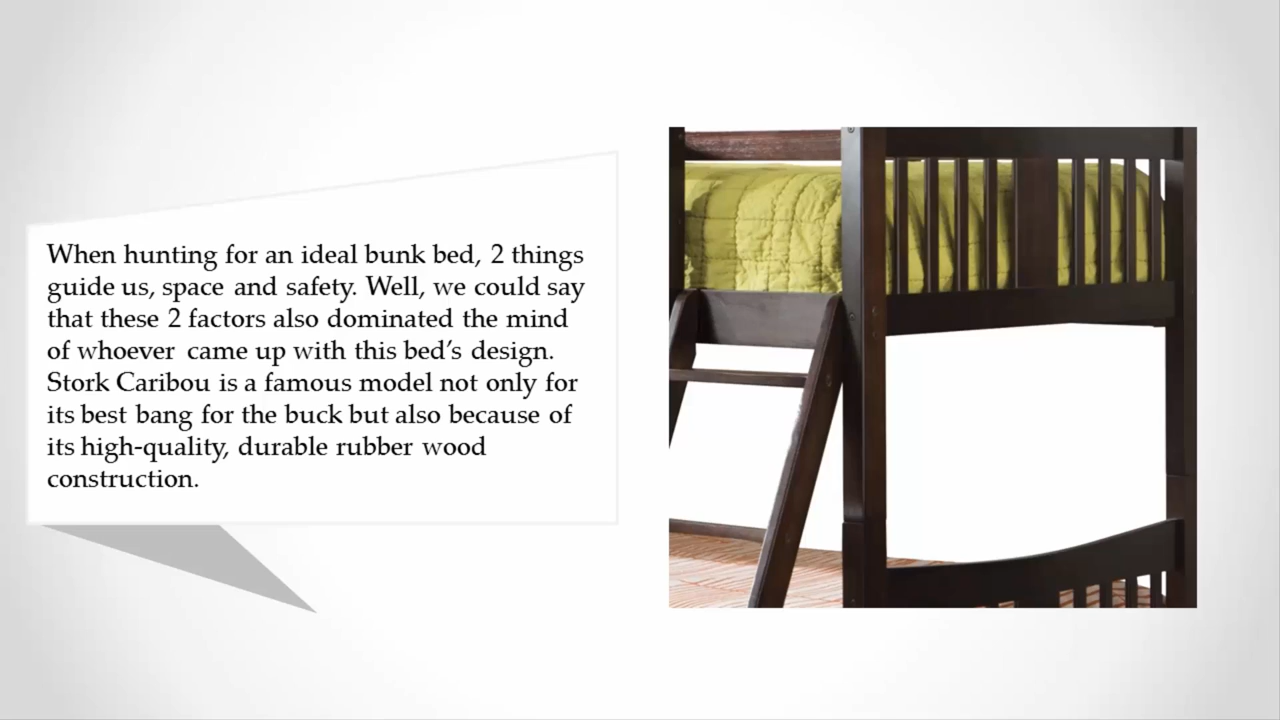 When hunting for an ideal bunk bed, 2 things
guide us, space and safety. Well, we could say
that these 2 factors also dominated the mind
of whoever came up with this bed’s design.
Stork Caribou is a famous model not only for
its best bang for the buck but also because of
its high-quality, durable rubber wood
construction.